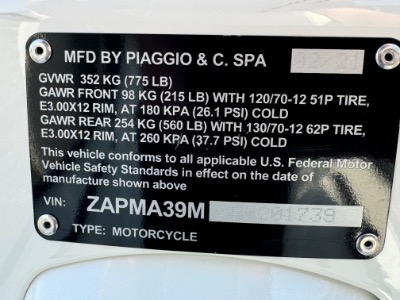 MFD BY PIAGGIO & C. SPA 02/21
GVWR 352 KG (775 LB)
GAWR FRONT 98 KG (215 LB) WITH 120/70-12 51P TIRE,
E3.00X12 RIM, AT 180 KPA (26.1 PSI) COLD
GAWR REAR 254 KG (560 LB) WITH 130/70-12 62P TIRE,
E3.00X12 RIM, AT 260 KPA (37.7 PSI) COLD
This vehicle conforms to all applicable U.S. Federal Motor
Vehicle Safety Standards in effect on the date of
manufacture shown above
VIN: ZAPMA39M
TYPE: MOTORCYCLE